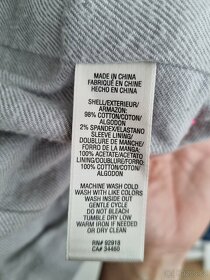 MADE IN CHINA
FABRIQUÉ EN CHINE
HECHO EN CHINA
SHELL/EXTERIEUR/
ARMAZON:
98% COTTON/COTON/
ALGODON
2% SPANDEX/ELASTANO
SLEEVE LINING/
DOUBLURE DE MANCHE/
FORRO DE LA MANGA:
100% ACETATE/ACETATO
LINING/DOUBLURE/
FORRO:
100% COTTON/COTON/
ALGODON
MACHINE WASH COLD
WASH WITH LIKE COLORS
WASH INSIDE OUT
GENTLE CYCLE
DO NOT BLEACH
TUMBLE DRY LOW
WARM IRON IF NEEDED
OR DRY CLEAN
RN# 92918
CA# 34460